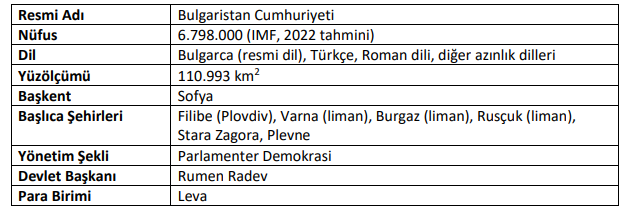 Resmi Adı Bulgaristan Cumhuriyeti
Nüfus 6.798.000 (IMF, 2022 tahmini)
Dil Bulgarca (resmi dil), Türkçe, Roman dili, diğer azınlık dilleri
Yüzölçümü 110.993 km²
Başkent Sofya
Başlıca Şehirleri Filibe (Plovdiv), Varna (liman), Burgaz (liman), Rusçuk (liman),
Stara Zagora, Plevne
Yönetim Şekli Parlamenter Demokrasi
Devlet Başkanı Rumen Radev
Para Birimi Leva